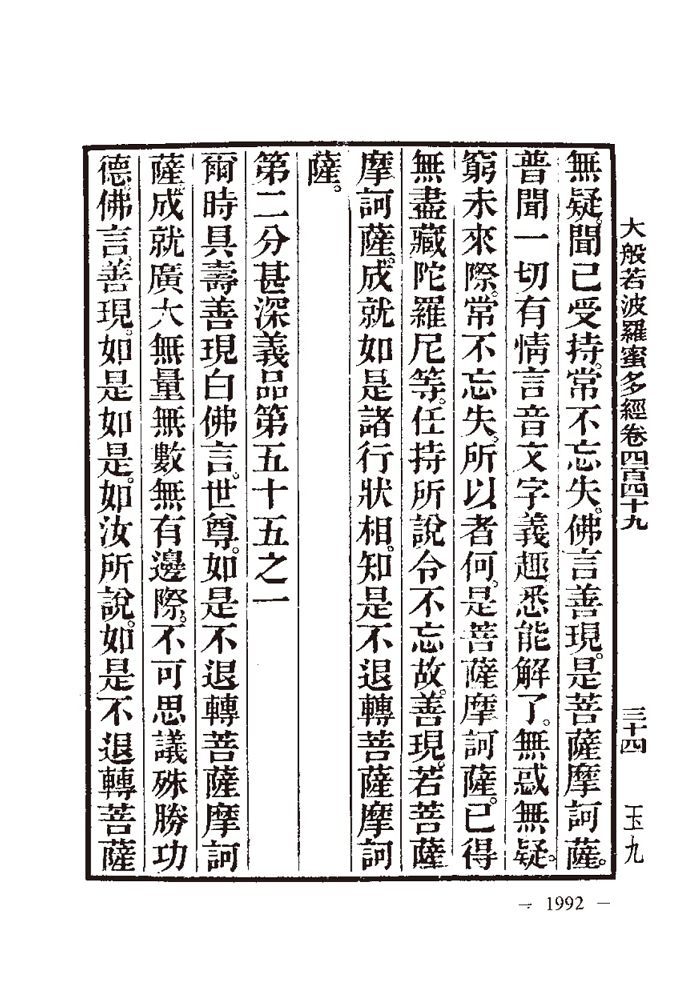 大般若波羅蜜多經卷四百四十九
三十四
玉九
無疑。聞已受持。常不忘失。佛言善現。是菩薩摩訶薩。
普聞一切有情言音文字義趣。悉能解了。無惑無疑。
窮未來際。常不忘失。所以者何。是菩薩摩訶薩。已得
無盡藏陀羅尼等。任持所說令不忘故。善現。若菩薩
摩訶薩。成就如是諸行狀相。知是不退轉菩薩摩訶
薩。
第二分甚深義品第五十五之一
爾時具壽善現白佛言。世尊。如是不退轉菩薩摩訶
薩成就廣大無量無數無有邊際。不可思議殊勝功
德。佛言。善現。如是如是。如汝所說。如是不退轉菩薩
— 1992 —